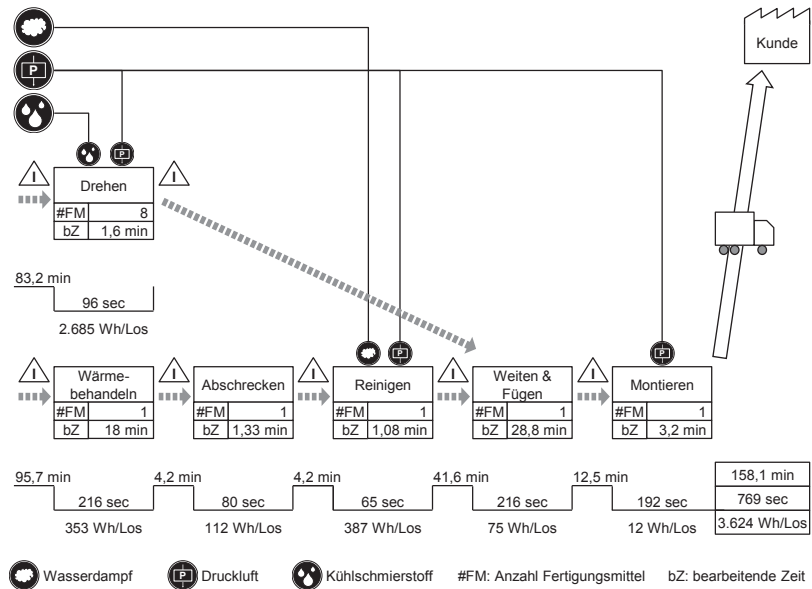 Kunde
P
P
I
Drehen
I
#FM 8
bZ 1,6 min
83,2 min
96 sec
2.685 Wh/Los
P
P
I
Wärme-
behandeln
#FM 1
bZ 18 min
I
Abschrecken
#FM 1
bZ 1,33 min
I
Reinigen
#FM 1
bZ 1,08 min
I
Weiten &
Fügen
#FM 1
bZ 28,8 min
I
Montieren
#FM 1
bZ 3,2 min
95,7 min 4,2 min 4,2 min 41,6 min 12,5 min 158,1 min
216 sec 80 sec 65 sec 216 sec 192 sec 769 sec
353 Wh/Los 112 Wh/Los 387 Wh/Los 75 Wh/Los 12 Wh/Los 3.624 Wh/Los
Wasserdampf P Druckluft Kühlschmierstoff #FM: Anzahl Fertigungsmittel bZ: bearbeitende Zeit